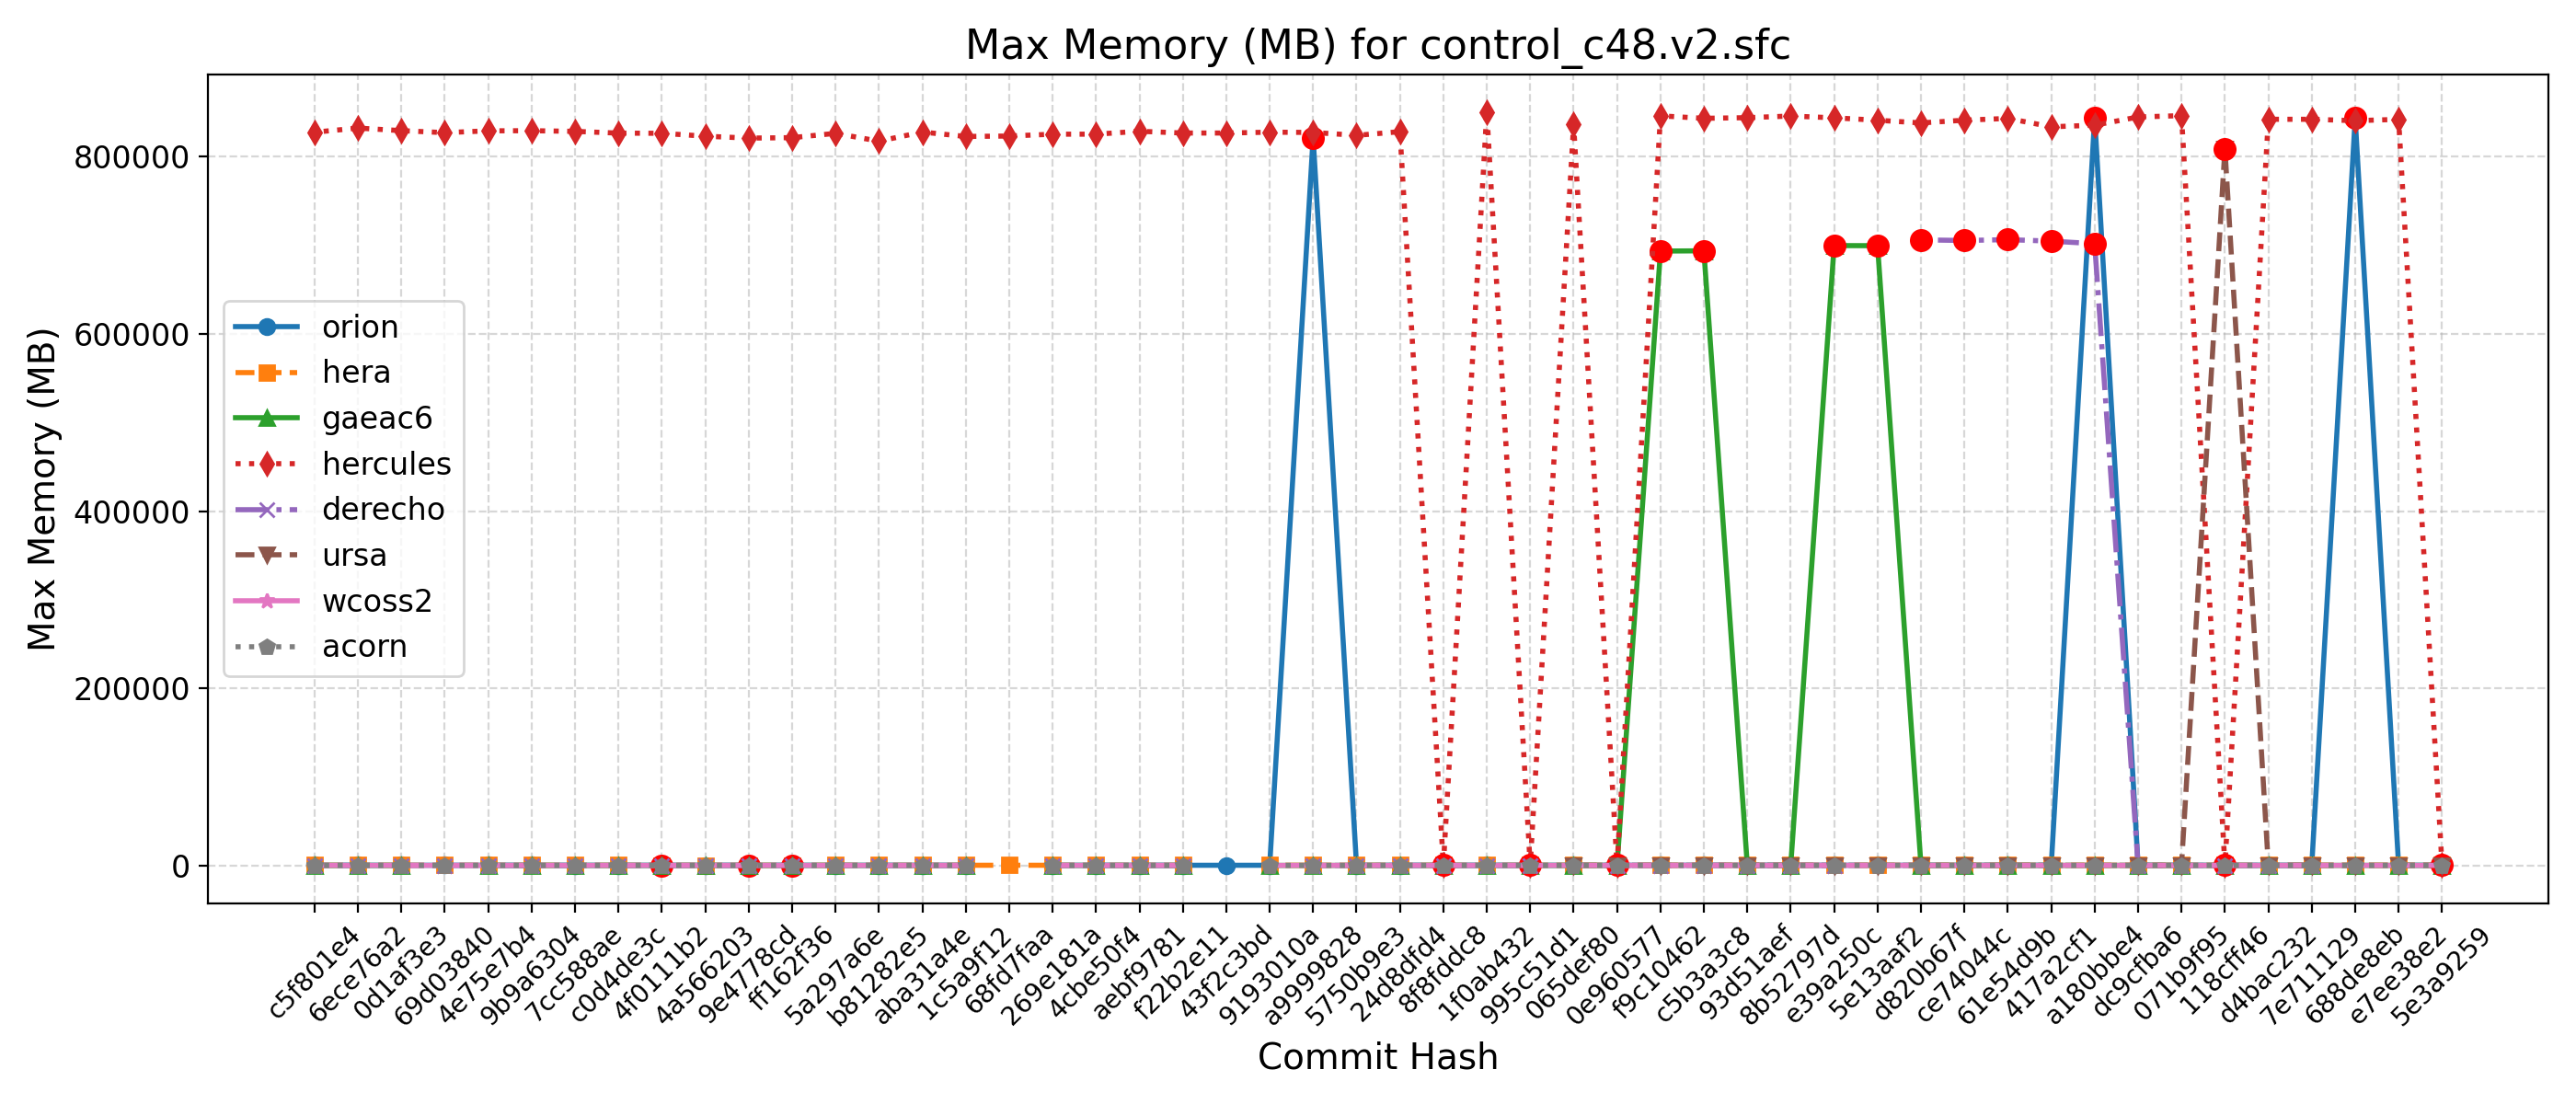 Max Memory (MB) for control_c48.v2.sfc
Max Memory (MB)
800000
600000
400000
200000
0
orion
hera
gaeac6
hercules
derecho
ursa
wcoss2
acorn
c5f801e4
6ece76a2
0d1af3e3
69d03840
4e75e7b4
9b9a6304
7cc588ae
c0d4de3c
4f0111b2
4a566203
9e4778cd
ff162f36
5a297a6e
b81282e5
aba31a4e
1c5a9f12
68fd7faa
269e181a
4cbe50f4
aebf9781
f22b2e11
43f2c3bd
9193010a
a9999828
5750b9e3
24d8dfd4
8f8fddc8
1f0ab432
995c51d1
065def80
0e960577
f9c10462
c5b3a3c8
93d51aef
8b52797d
e39a250c
5e13aaf2
d820b67f
ce74044c
61e54d9b
417a2cf1
a180bbe4
dc9cfba6
071b9f95
118cff46
d4bac232
7e711129
688de8eb
e7ee38e2
5e3a9259
Commit Hash